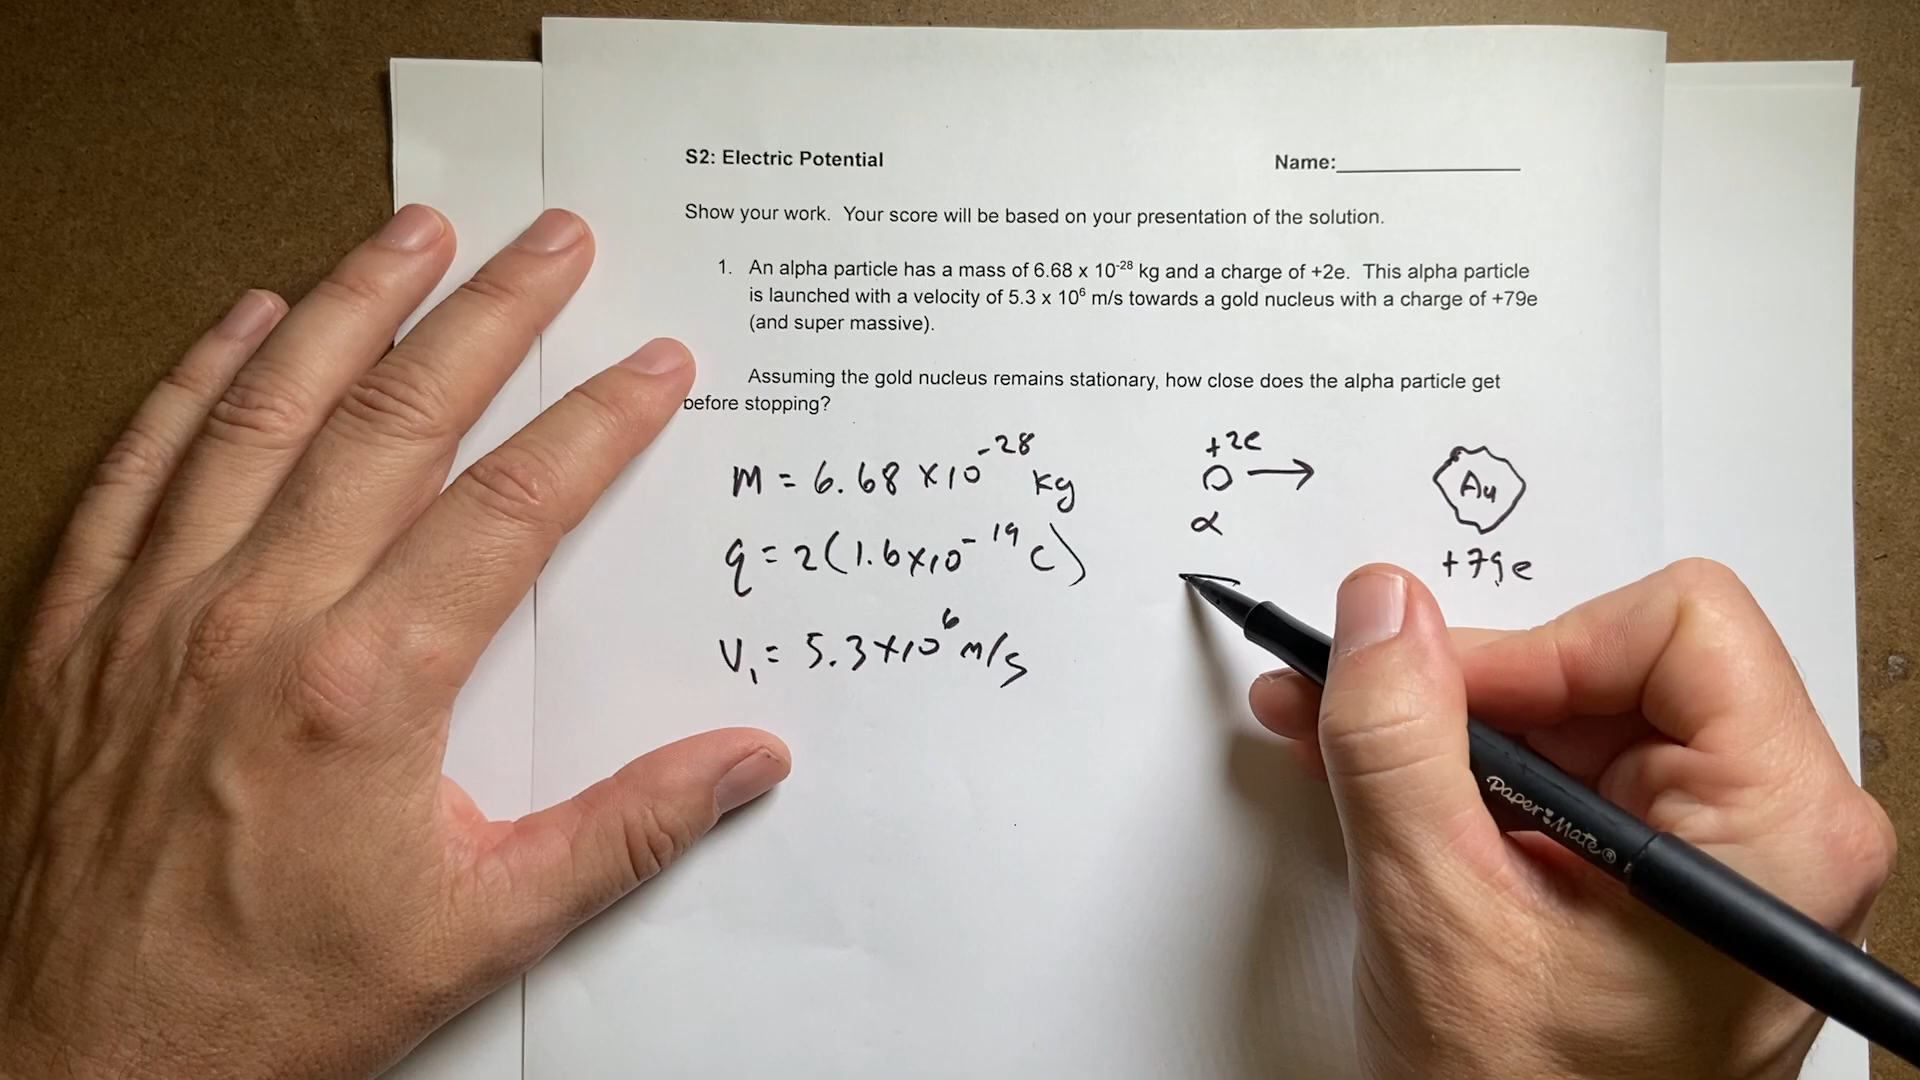 S2: Electric Potential
Name:
Show your work. Your score will be based on your presentation of the solution.
1. An alpha particle has a mass of 6.68 x 10⁻²⁸ kg and a charge of +2e. This alpha particle
is launched with a velocity of 5.3 x 10⁶ m/s towards a gold nucleus with a charge of +79e
(and super massive).
Assuming the gold nucleus remains stationary, how close does the alpha particle get
before stopping?
m = 6.68 x 10⁻²⁸ kg
q = 2(1.6x10⁻¹⁹ C)
v₁ = 5.3x10⁶ m/s
+2e
α
Au
+79e
Paper Mate®